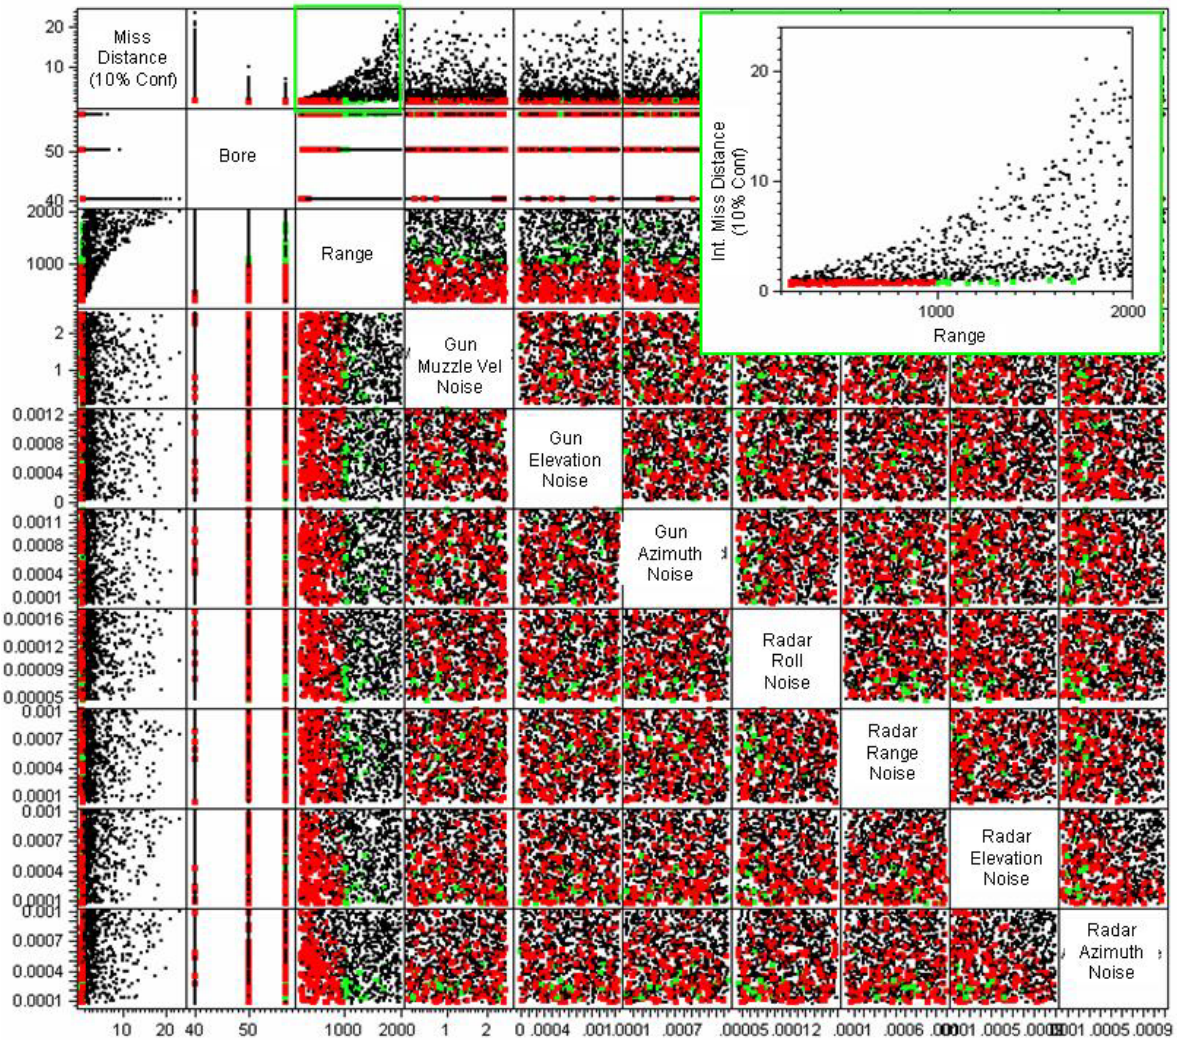 20
10
Miss
Distance
(10% Conf)
50
40
Bore
2000
1000
Range
20
10
0
Int. Miss Distance
(10% Conf)
1000
2000
Range
2
1
Gun
Muzzle Vel
Noise
0.0012
0.0008
0.0004
0
Gun
Elevation
Noise
0.0011
0.0008
0.0004
0.0001
Gun
Azimuth
Noise
0.00016
0.00012
0.00009
0.00005
Radar
Roll
Noise
0.001
0.0007
0.0004
0.0001
Radar
Range
Noise
0.001
0.0007
0.0004
0.0001
Radar
Elevation
Noise
0.001
0.0007
0.0004
0.0001
Radar
Azimuth
Noise
10 20 40 50 1000 2000 1 2 0 .0004 .001 .0001 .0007 .00005 .00012 .0001 .0006 .0005 .0005 .0009